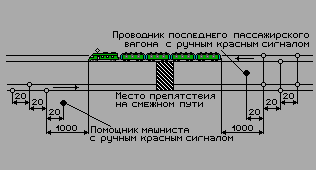 Проводник последнего пассажирского
вагона с ручным красным сигналом
Место препятствия
на смежном пути
20
20
20
1000
1000
20
20
20
Помощник машиниста
с ручным красным сигналом